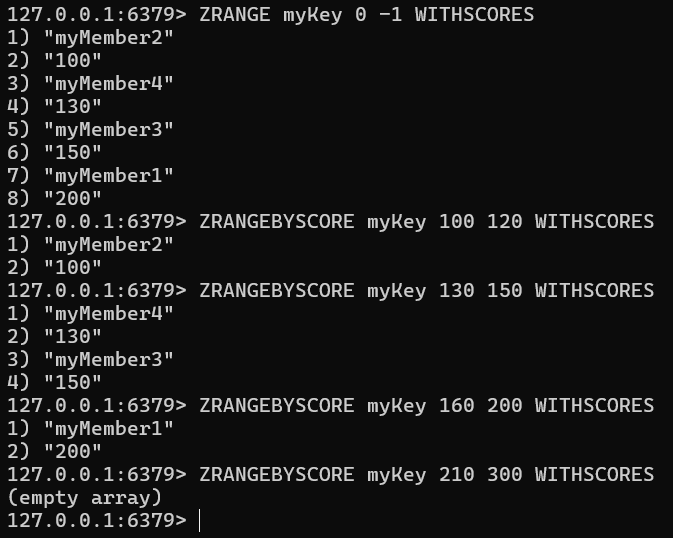 127.0.0.1:6379> ZRANGE myKey 0 -1 WITHSCORES
1) "myMember2"
2) "100"
3) "myMember4"
4) "130"
5) "myMember3"
6) "150"
7) "myMember1"
8) "200"
127.0.0.1:6379> ZRANGEBYSCORE myKey 100 120 WITHSCORES
1) "myMember2"
2) "100"
127.0.0.1:6379> ZRANGEBYSCORE myKey 130 150 WITHSCORES
1) "myMember4"
2) "130"
3) "myMember3"
4) "150"
127.0.0.1:6379> ZRANGEBYSCORE myKey 160 200 WITHSCORES
1) "myMember1"
2) "200"
127.0.0.1:6379> ZRANGEBYSCORE myKey 210 300 WITHSCORES
(empty array)
127.0.0.1:6379>